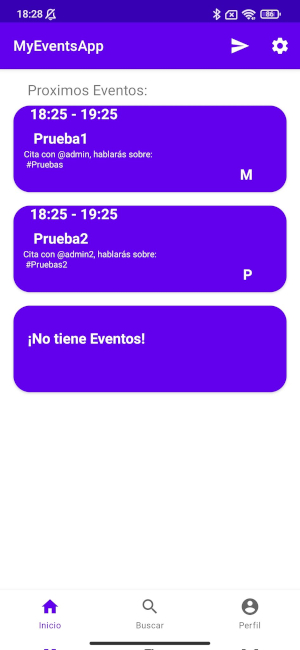 18:28
86
MyEventsApp
Proximos Eventos:
18:25 - 19:25
Prueba1
Cita con @admin, hablarás sobre:
#Pruebas
M
18:25 - 19:25
Prueba2
Cita con @admin2, hablarás sobre:
#Pruebas2
P
¡No tiene Eventos!
Inicio
Buscar
Perfil